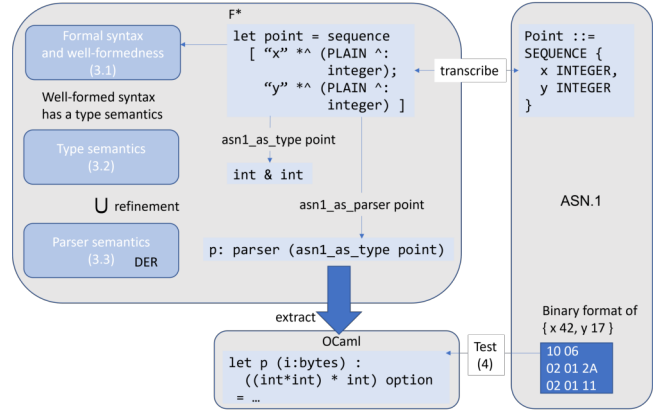 F*
Formal syntax
and well-formedness
(3.1)
let point = sequence
[ “x” *^ (PLAIN ^:
integer);
“y” *^ (PLAIN ^:
integer) ]
transcribe
Point ::=
SEQUENCE {
x INTEGER,
y INTEGER
}
Well-formed syntax
has a type semantics
asn1_as_type point
Type semantics
(3.2)
int & int
⋃ refinement
asn1_as_parser point
ASN.1
Parser semantics
(3.3)
DER
p: parser (asn1_as_type point)
extract
Binary format of
{ x 42, y 17 }
OCaml
Test
(4)
let p (i:bytes) :
((int*int) * int) option
= …
10 06
02 01 2A
02 01 11